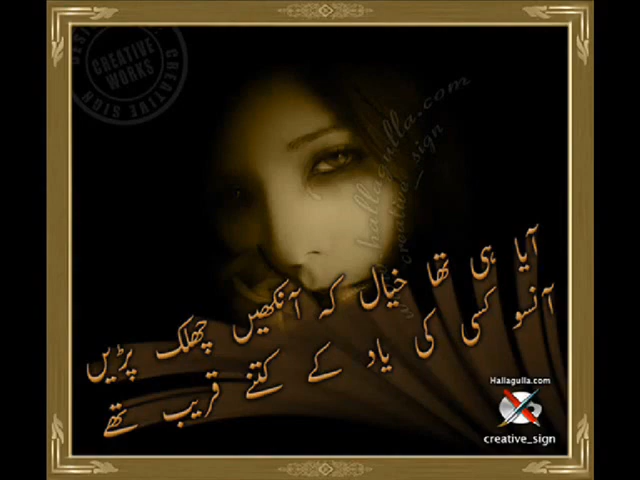 CREATIVE WORKS
DESIGN CREATIVE SIGN
hallagulla.com
creative_sign
آیا ہی تھا خیال کہ آنکھیں چھلک پڑیں
آنسو کسی کی یاد کے کتنے قریب تھے
Hallagulla.com
creative_sign